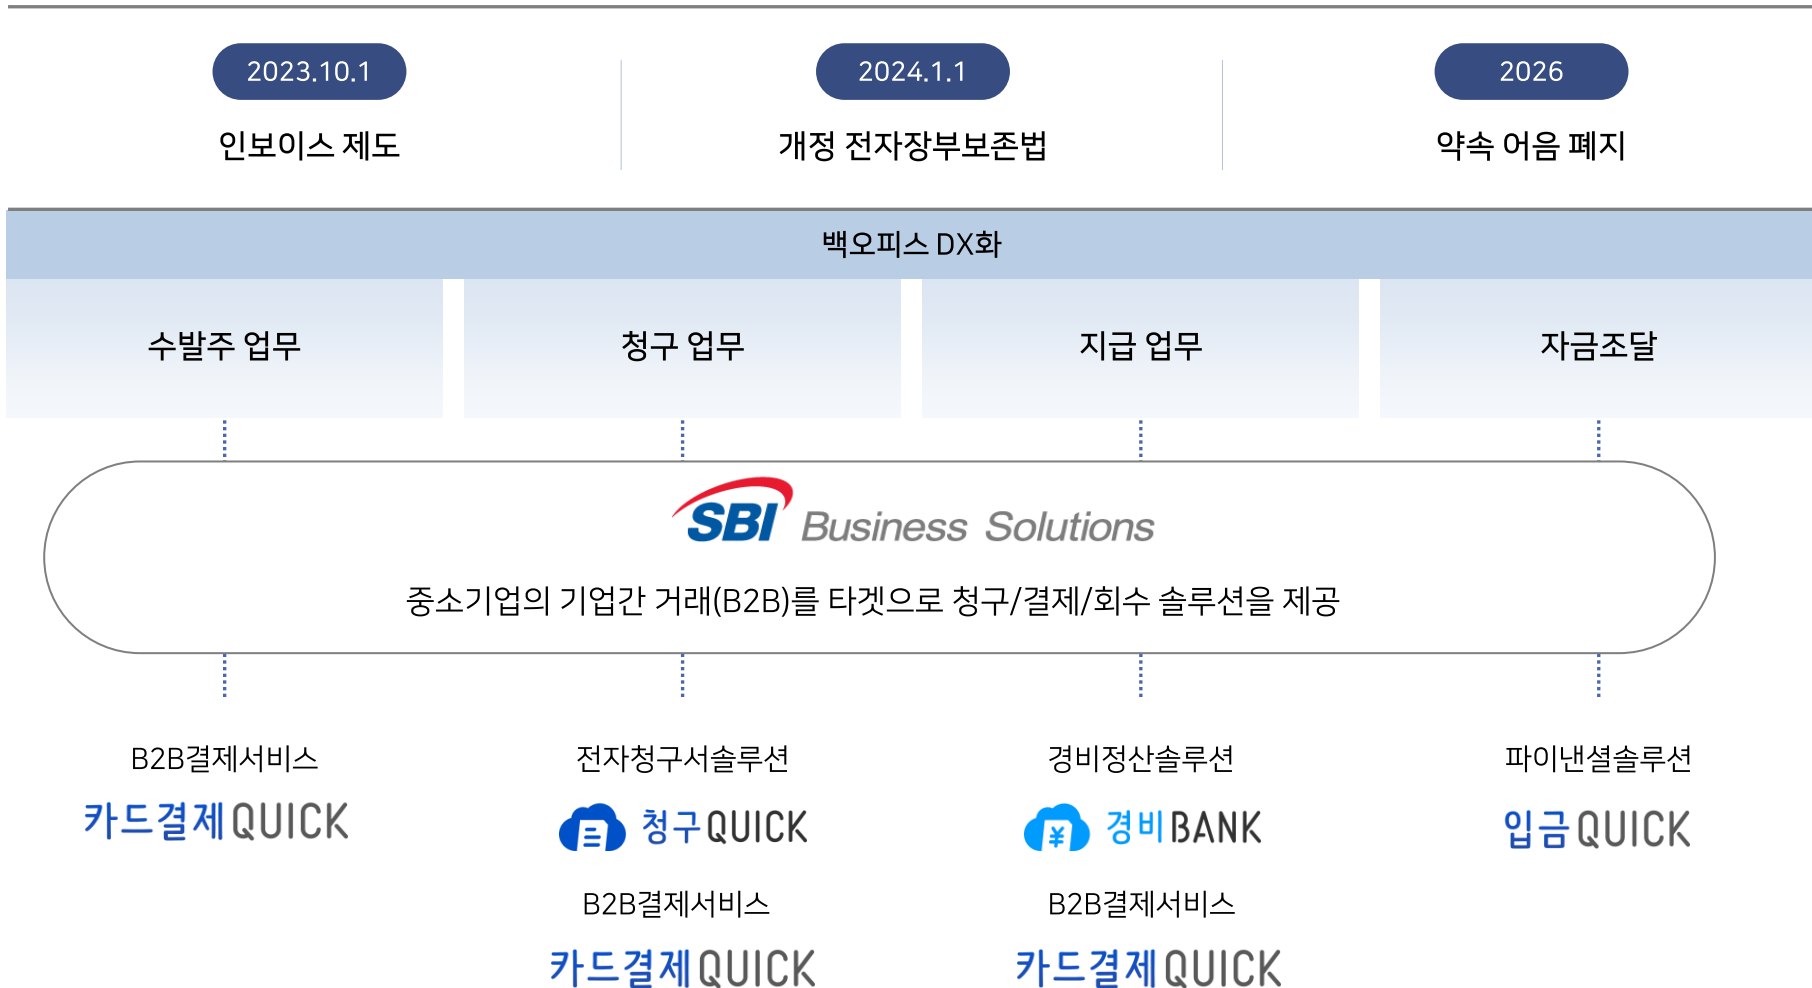 2023.10.1
2024.1.1
2026
인보이스 제도
개정 전자장부보존법
약속 어음 폐지
백오피스 DX화
수발주 업무
청구 업무
지급 업무
자금조달
SBI Business Solutions
중소기업의 기업간 거래(B2B)를 타겟으로 청구/결제/회수 솔루션을 제공
B2B결제서비스
전자청구서솔루션
경비정산솔루션
파이낸셜솔루션
카드결제QUICK
청구QUICK
¥ 경비BANK
입금QUICK
B2B결제서비스
B2B결제서비스
카드결제QUICK
카드결제QUICK